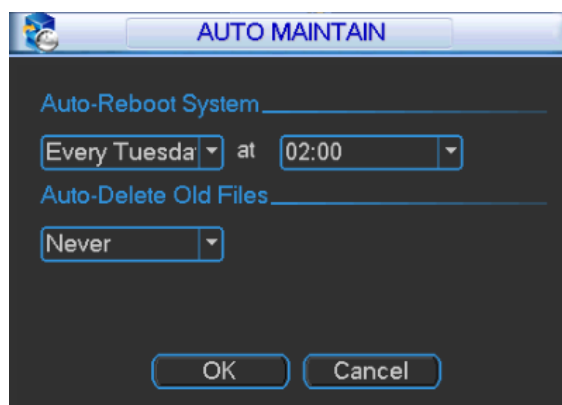 AUTO MAINTAIN
Auto-Reboot System
Every Tuesda at 02:00
Auto-Delete Old Files
Never
OK Cancel